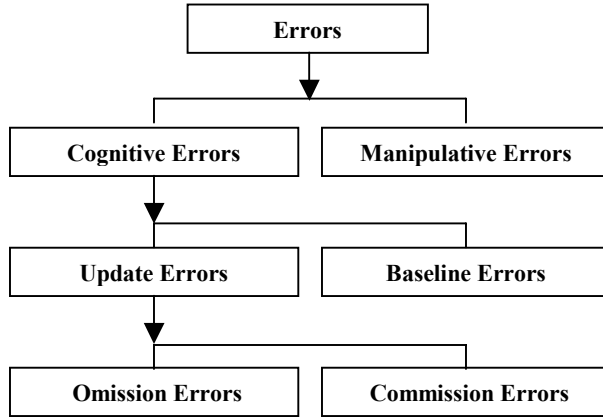 Errors
Cognitive Errors
Manipulative Errors
Update Errors
Baseline Errors
Omission Errors
Commission Errors